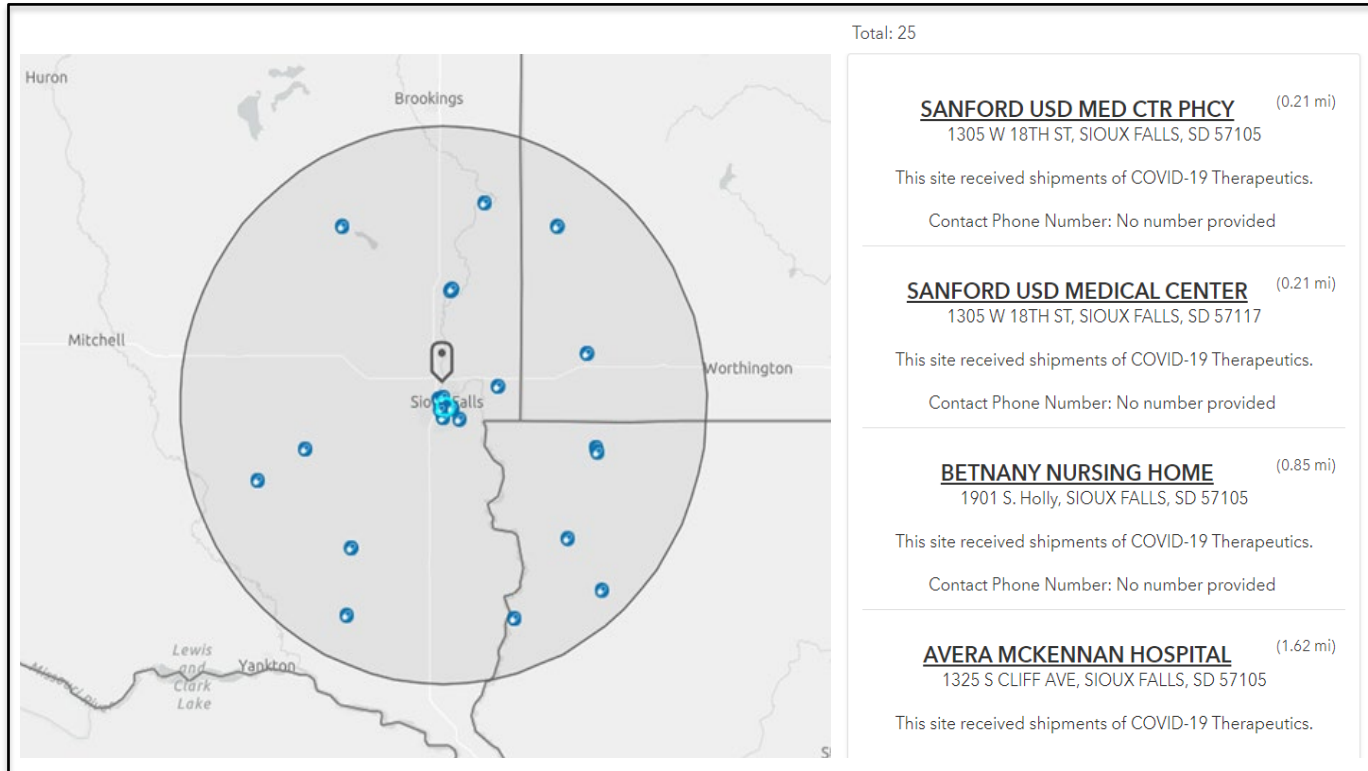 Total: 25
Huron
Brookings
Mitchell
Worthington
Sioux Falls
Lewis
and
Clark
Lake
Yankton
Missouri River
SANFORD USD MED CTR PHCY
(0.21 mi)
1305 W 18TH ST, SIOUX FALLS, SD 57105
This site received shipments of COVID-19 Therapeutics.
Contact Phone Number: No number provided
SANFORD USD MEDICAL CENTER
(0.21 mi)
1305 W 18TH ST, SIOUX FALLS, SD 57117
This site received shipments of COVID-19 Therapeutics.
Contact Phone Number: No number provided
BETNANY NURSING HOME
(0.85 mi)
1901 S. Holly, SIOUX FALLS, SD 57105
This site received shipments of COVID-19 Therapeutics.
Contact Phone Number: No number provided
AVERA MCKENNAN HOSPITAL
(1.62 mi)
1325 S CLIFF AVE, SIOUX FALLS, SD 57105
This site received shipments of COVID-19 Therapeutics.